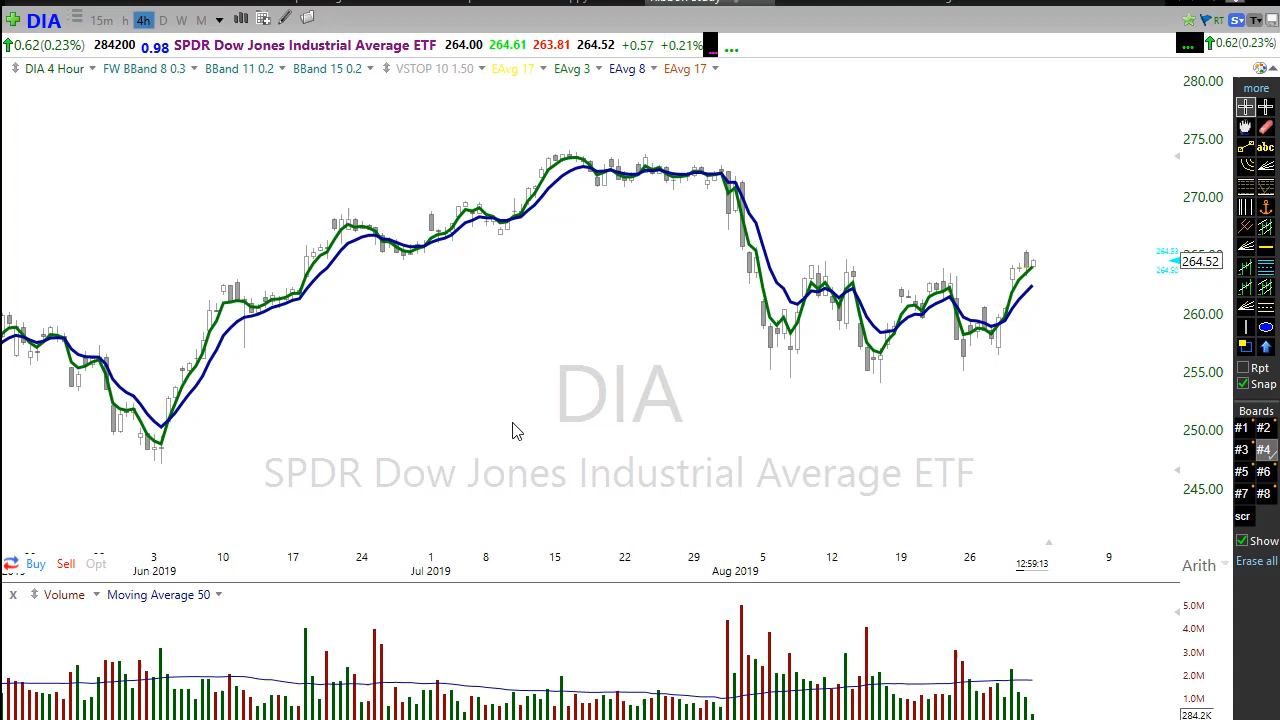 DIA 15m h 4h D W M RT S T
0.62(0.23%) 284200 0.98 SPDR Dow Jones Industrial Average ETF 264.00 264.61 263.81 264.52 +0.57 +0.21% ... ... 0.62(0.23%)
DIA 4 Hour FW BBand 8 0.3 BBand 11 0.2 BBand 15 0.2 VSTOP 10 1.50 EAvg 17 EAvg 3 EAvg 8 EAvg 17
280.00
more
275.00
abc
270.00
264.53
264.52
264.50
260.00
255.00
Rpt
Snap
DIA
Boards
250.00
#1 #2
#3 #4
SPDR Dow Jones Industrial Average ETF
#5 #6
245.00
#7 #8
scr
Show
3 10 17 24 1 8 15 22 29 5 12 19 26 9
Buy Sell Opt
12:59:13
Arith
Erase all
Jun 2019 Jul 2019 Aug 2019
x Volume Moving Average 50
5.0M
4.0M
3.0M
2.0M
1.0M
284.2K